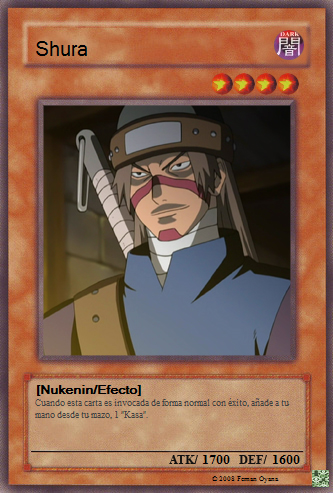 Shura
DARK
闇
[Nukenin/Efecto]
Cuando esta carta es invocada de forma normal con éxito, añade a tu
mano desde tu mazo, 1 "Kasa".
ATK/ 1700 DEF/ 1600
©2008 Oyama